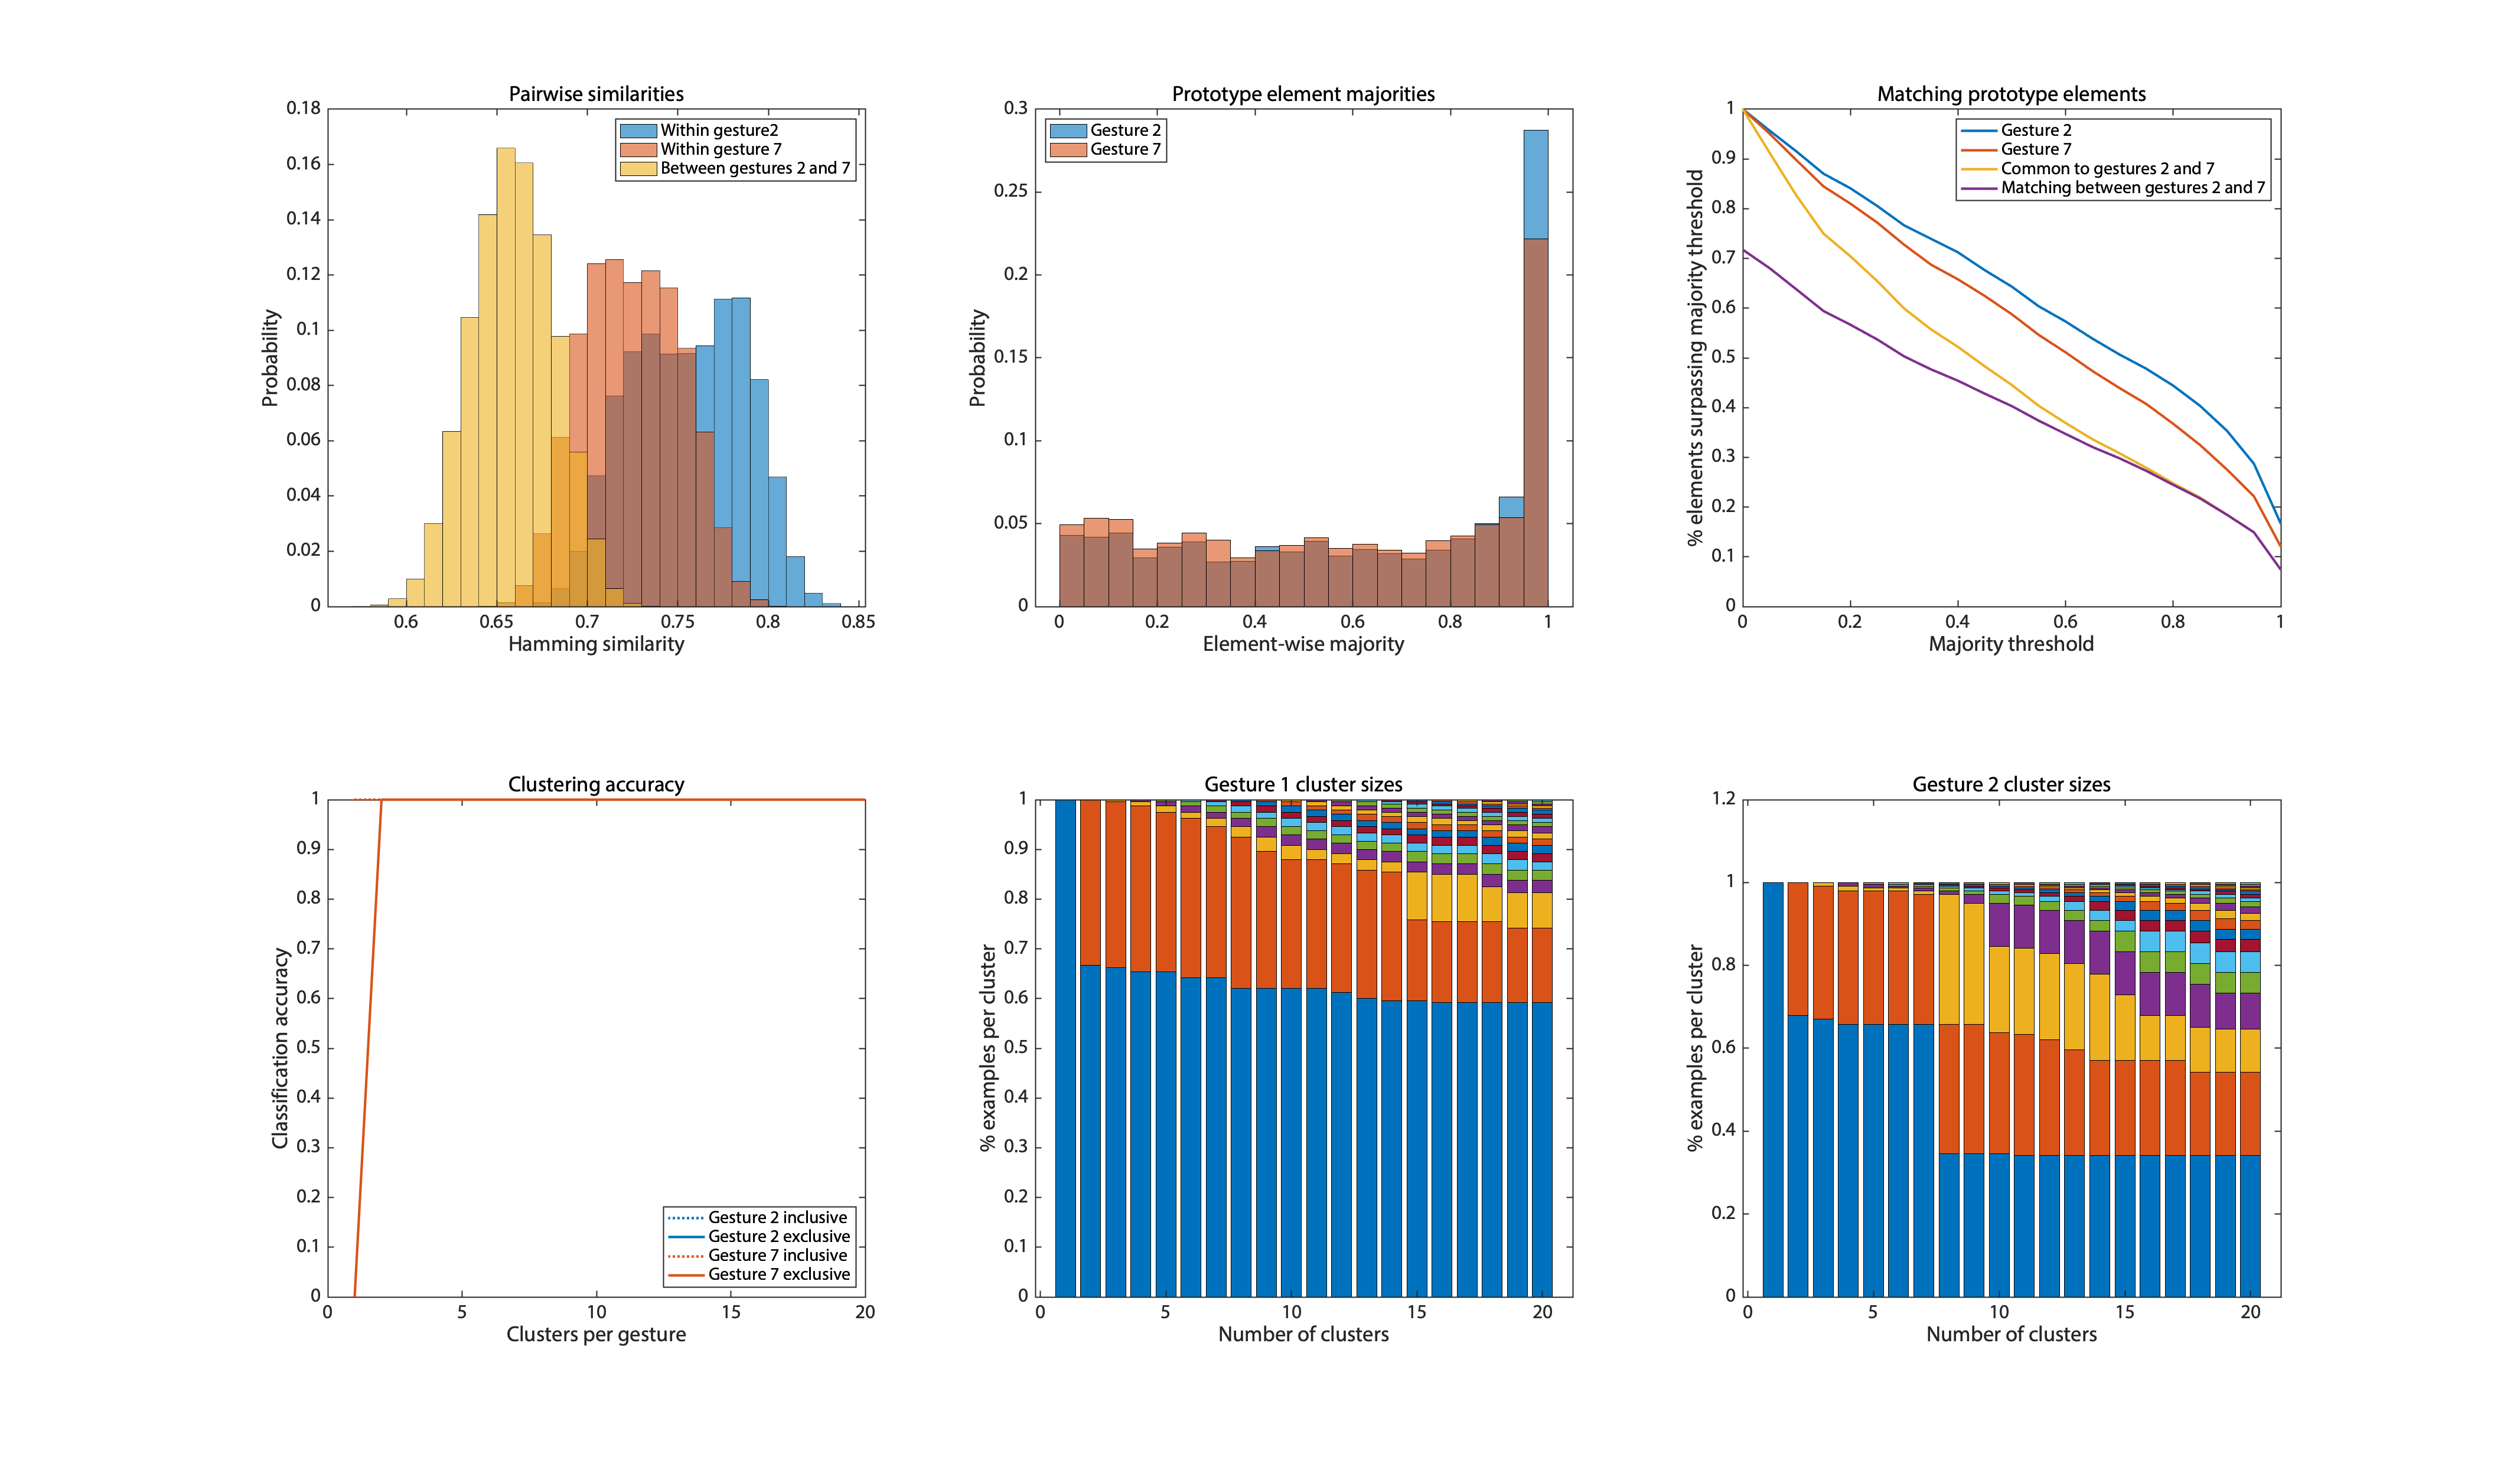 Pairwise similarities
0.18
0.16
0.14
0.12
0.1
0.08
0.06
0.04
0.02
0
Probability
Within gesture2
Within gesture 7
Between gestures 2 and 7
0.6
0.65
0.7
0.75
0.8
0.85
Hamming similarity
Prototype element majorities
0.3
0.25
0.2
0.15
0.1
0.05
0
Probability
Gesture 2
Gesture 7
0
0.2
0.4
0.6
0.8
1
Element-wise majority
Matching prototype elements
1
0.9
0.8
0.7
0.6
0.5
0.4
0.3
0.2
0.1
0
% elements surpassing majority threshold
Gesture 2
Gesture 7
Common to gestures 2 and 7
Matching between gestures 2 and 7
0
0.2
0.4
0.6
0.8
1
Majority threshold
Clustering accuracy
1
0.9
0.8
0.7
0.6
0.5
0.4
0.3
0.2
0.1
0
Classification accuracy
Gesture 2 inclusive
Gesture 2 exclusive
Gesture 7 inclusive
Gesture 7 exclusive
0
5
10
15
20
Clusters per gesture
Gesture 1 cluster sizes
1
0.9
0.8
0.7
0.6
0.5
0.4
0.3
0.2
0.1
0
% examples per cluster
0
5
10
15
20
Number of clusters
Gesture 2 cluster sizes
1.2
1
0.8
0.6
0.4
0.2
0
% examples per cluster
0
5
10
15
20
Number of clusters